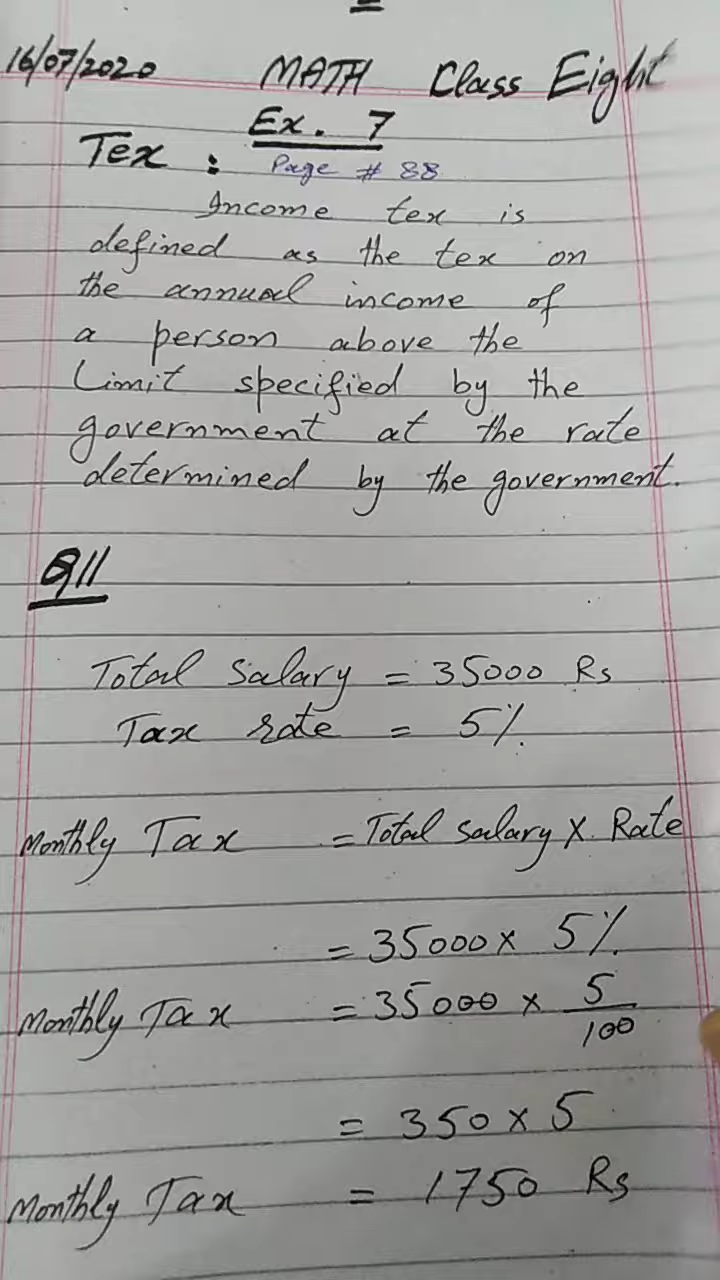 16/07/2020 MATH Class Eight
Ex. 7
Tex : Page # 88
Income tex is
defined as the tex on
the annual income of
a person above the
Limit specified by the
government at the rate
determined by the government.
Q11
Total Salary = 35000 Rs
Tax rate = 5%
Monthly Tax = Total salary X Rate
= 35000 x 5%
Monthly Tax = 35000 x 5/100
= 350 x 5
Monthly Tax = 1750 Rs